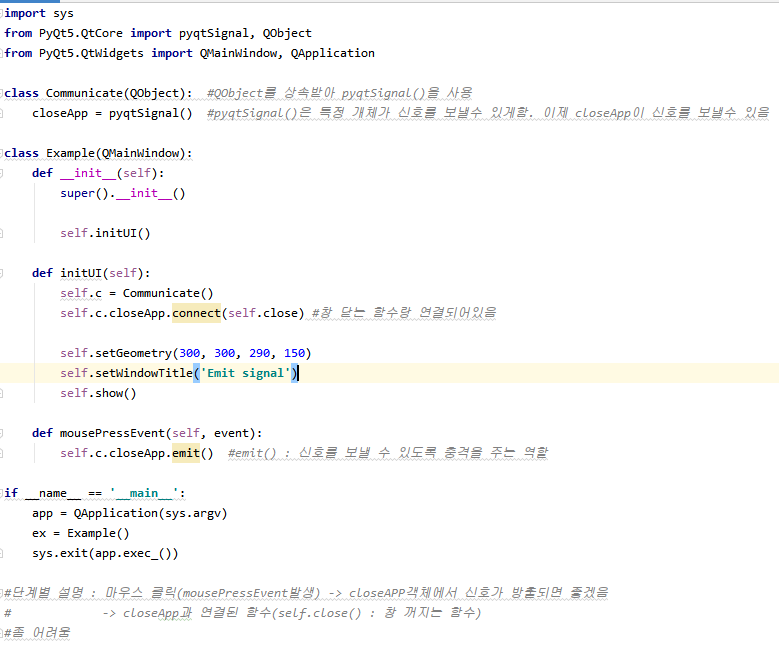 import sys
from PyQt5.QtCore import pyqtSignal, QObject
from PyQt5.QtWidgets import QMainWindow, QApplication
class Communicate(QObject):  #QObject를 상속받아 pyqtSignal()을 사용
    closeApp = pyqtSignal()  #pyqtSignal()은 특정 개체가 신호를 보낼수 있게함. 이제 closeApp이 신호를 보낼수 있음
class Example(QMainWindow):
    def __init__(self):
        super().__init__()
        self.initUI()
    def initUI(self):
        self.c = Communicate()
        self.c.closeApp.connect(self.close) #창 닫는 함수랑 연결되어있음
        self.setGeometry(300, 300, 290, 150)
        self.setWindowTitle('Emit signal')
        self.show()
    def mousePressEvent(self, event):
        self.c.closeApp.emit()  #emit() : 신호를 보낼 수 있도록 충격을 주는 역할
if __name__ == '__main__':
    app = QApplication(sys.argv)
    ex = Example()
    sys.exit(app.exec_())
#단계별 설명 : 마우스 클릭(mousePressEvent발생) -> closeAPP객체에서 신호가 방출되면 좋겠음
#             -> closeApp과 연결된 함수(self.close() : 창 꺼지는 함수)
#좀 어려움